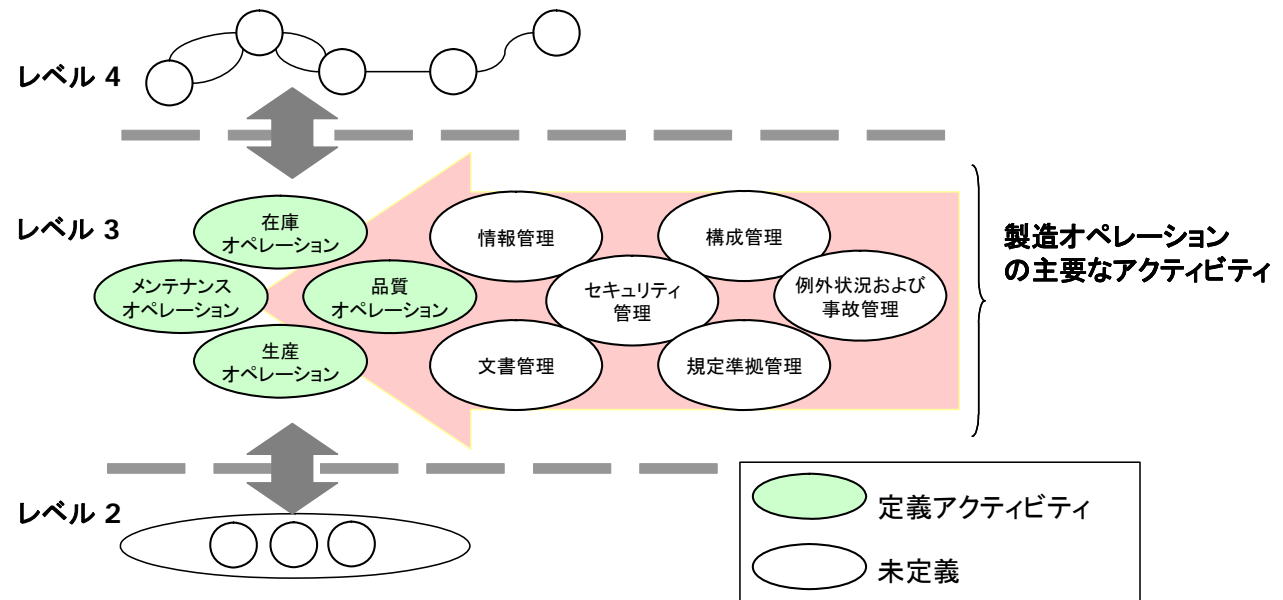 レベル 4
レベル 3
在庫
オペレーション
メンテナンス
オペレーション
品質
オペレーション
生産
オペレーション
情報管理
構成管理
セキュリティ
管理
例外状況および
事故管理
文書管理
規定準拠管理
製造オペレーション
の主要なアクティビティ
レベル 2
定義アクティビティ
未定義